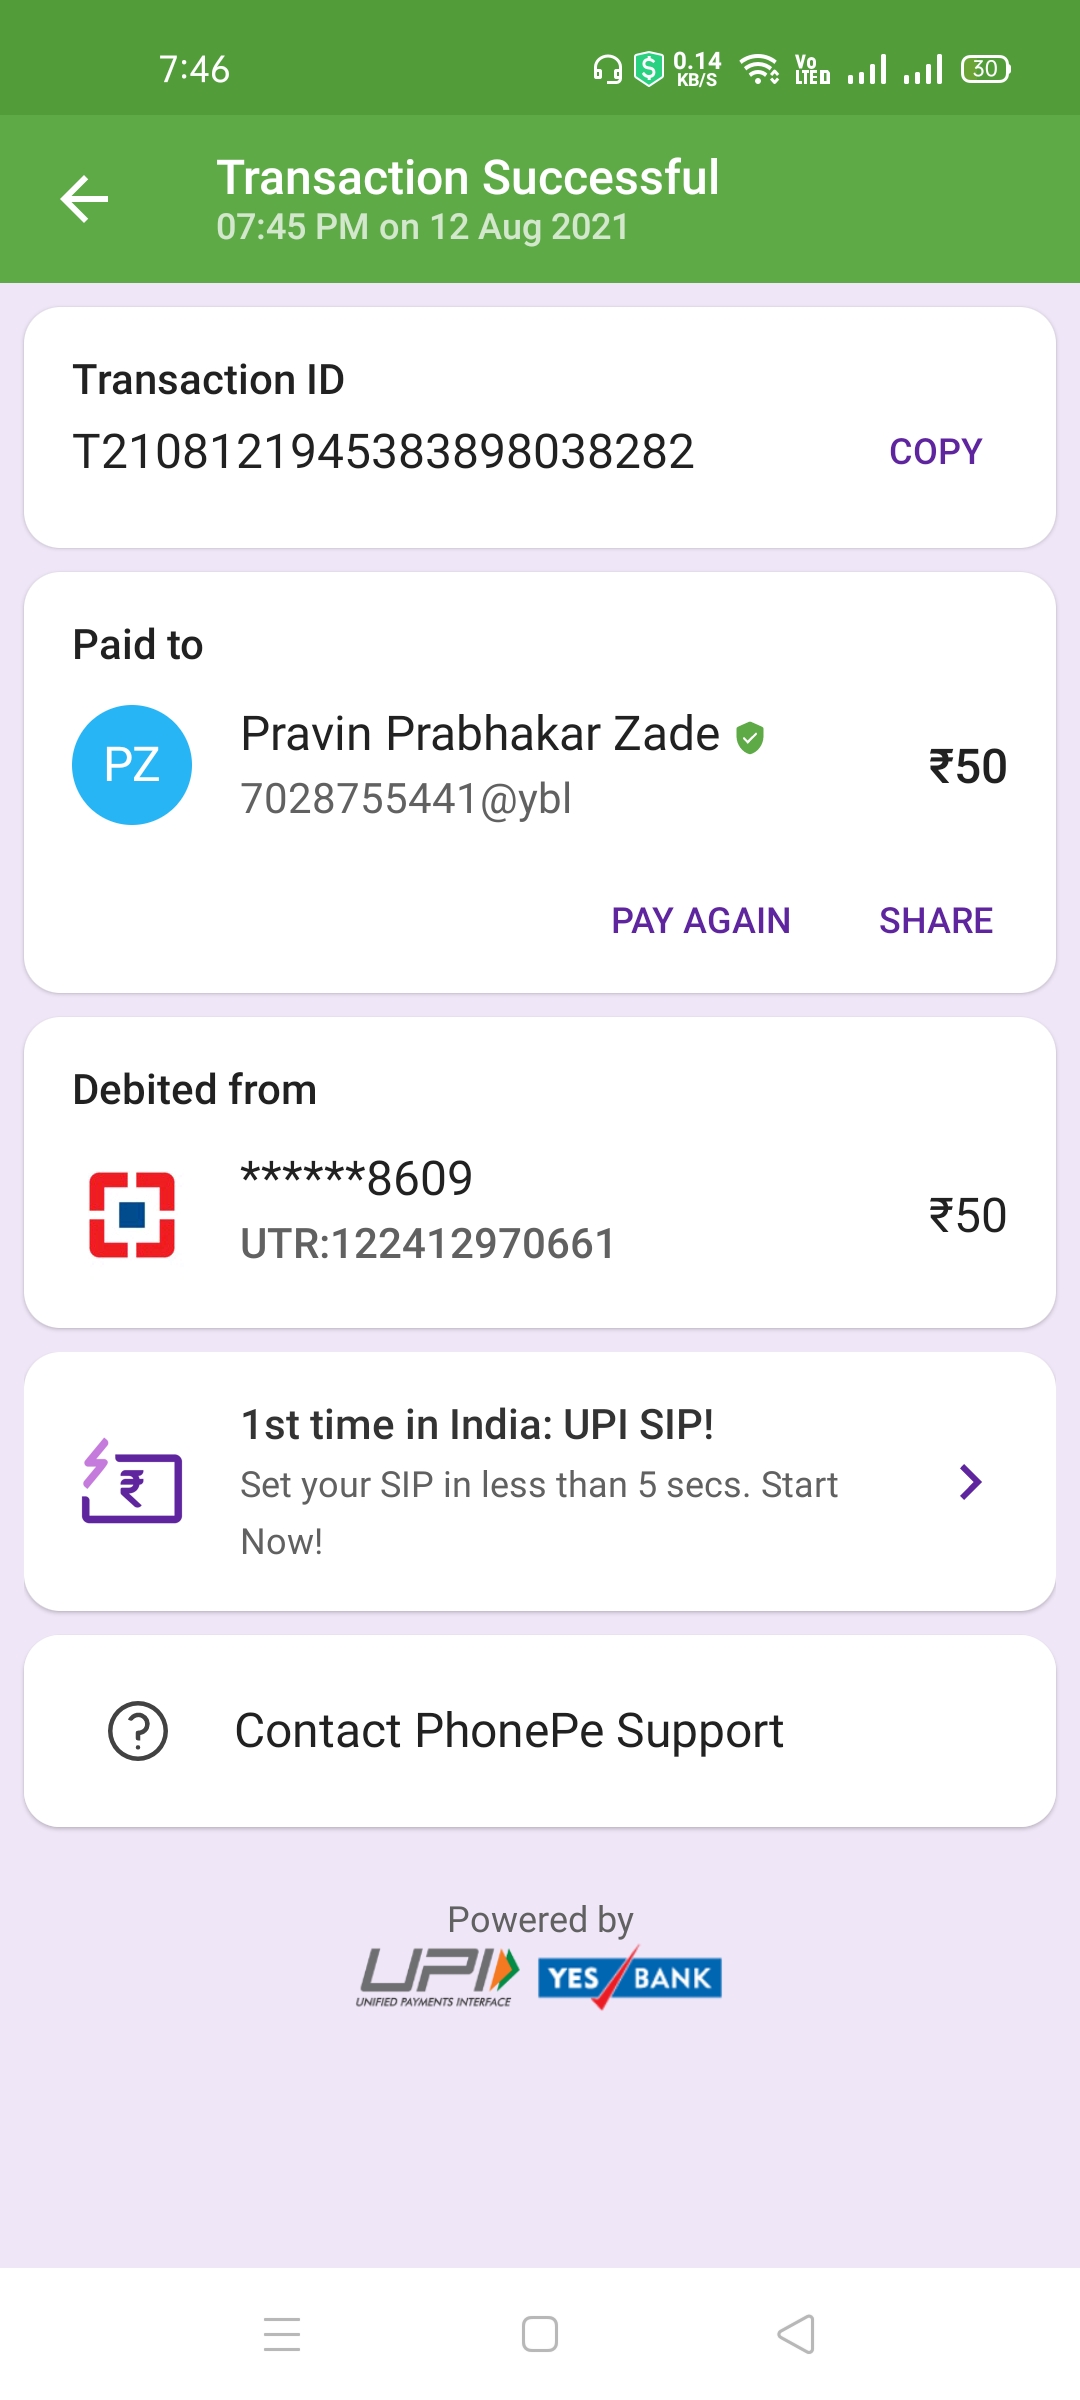 7:46
0.14 KB/S
Vo LTE D
30
Transaction Successful
07:45 PM on 12 Aug 2021
Transaction ID
T2108121945383898038282
COPY
Paid to
PZ
Pravin Prabhakar Zade
₹50
7028755441@ybl
PAY AGAIN SHARE
Debited from
******8609
₹50
UTR:122412970661
1st time in India: UPI SIP!
Set your SIP in less than 5 secs. Start
Now!
Contact PhonePe Support
Powered by
UPI
UNIFIED PAYMENTS INTERFACE
YES BANK